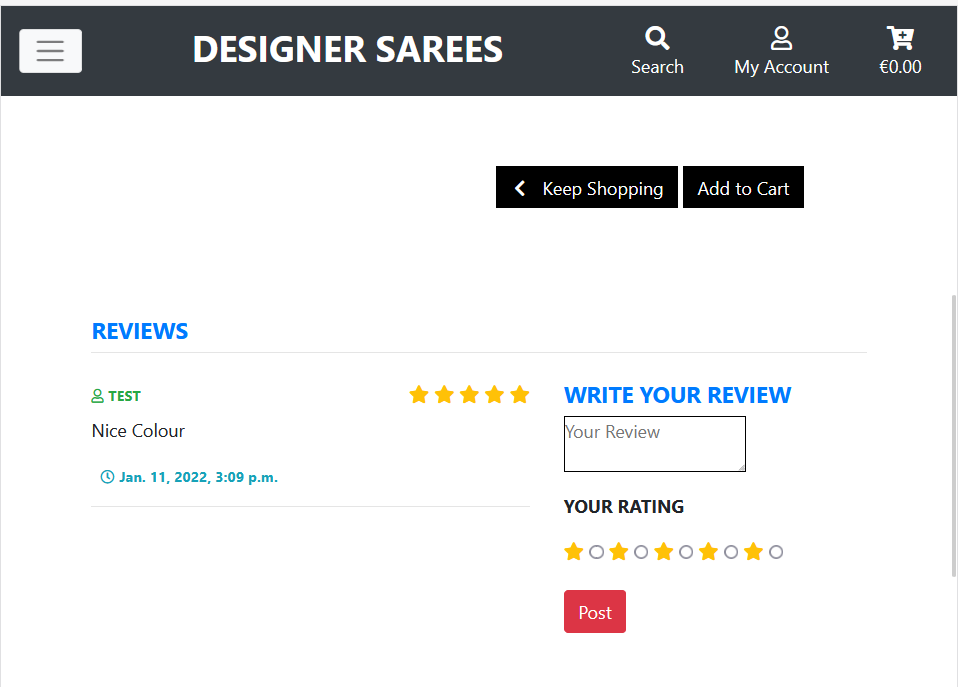 DESIGNER SAREES
Search
My Account
€0.00
Keep Shopping
Add to Cart
REVIEWS
TEST
Nice Colour
Jan. 11, 2022, 3:09 p.m.
WRITE YOUR REVIEW
Your Review
YOUR RATING
Post